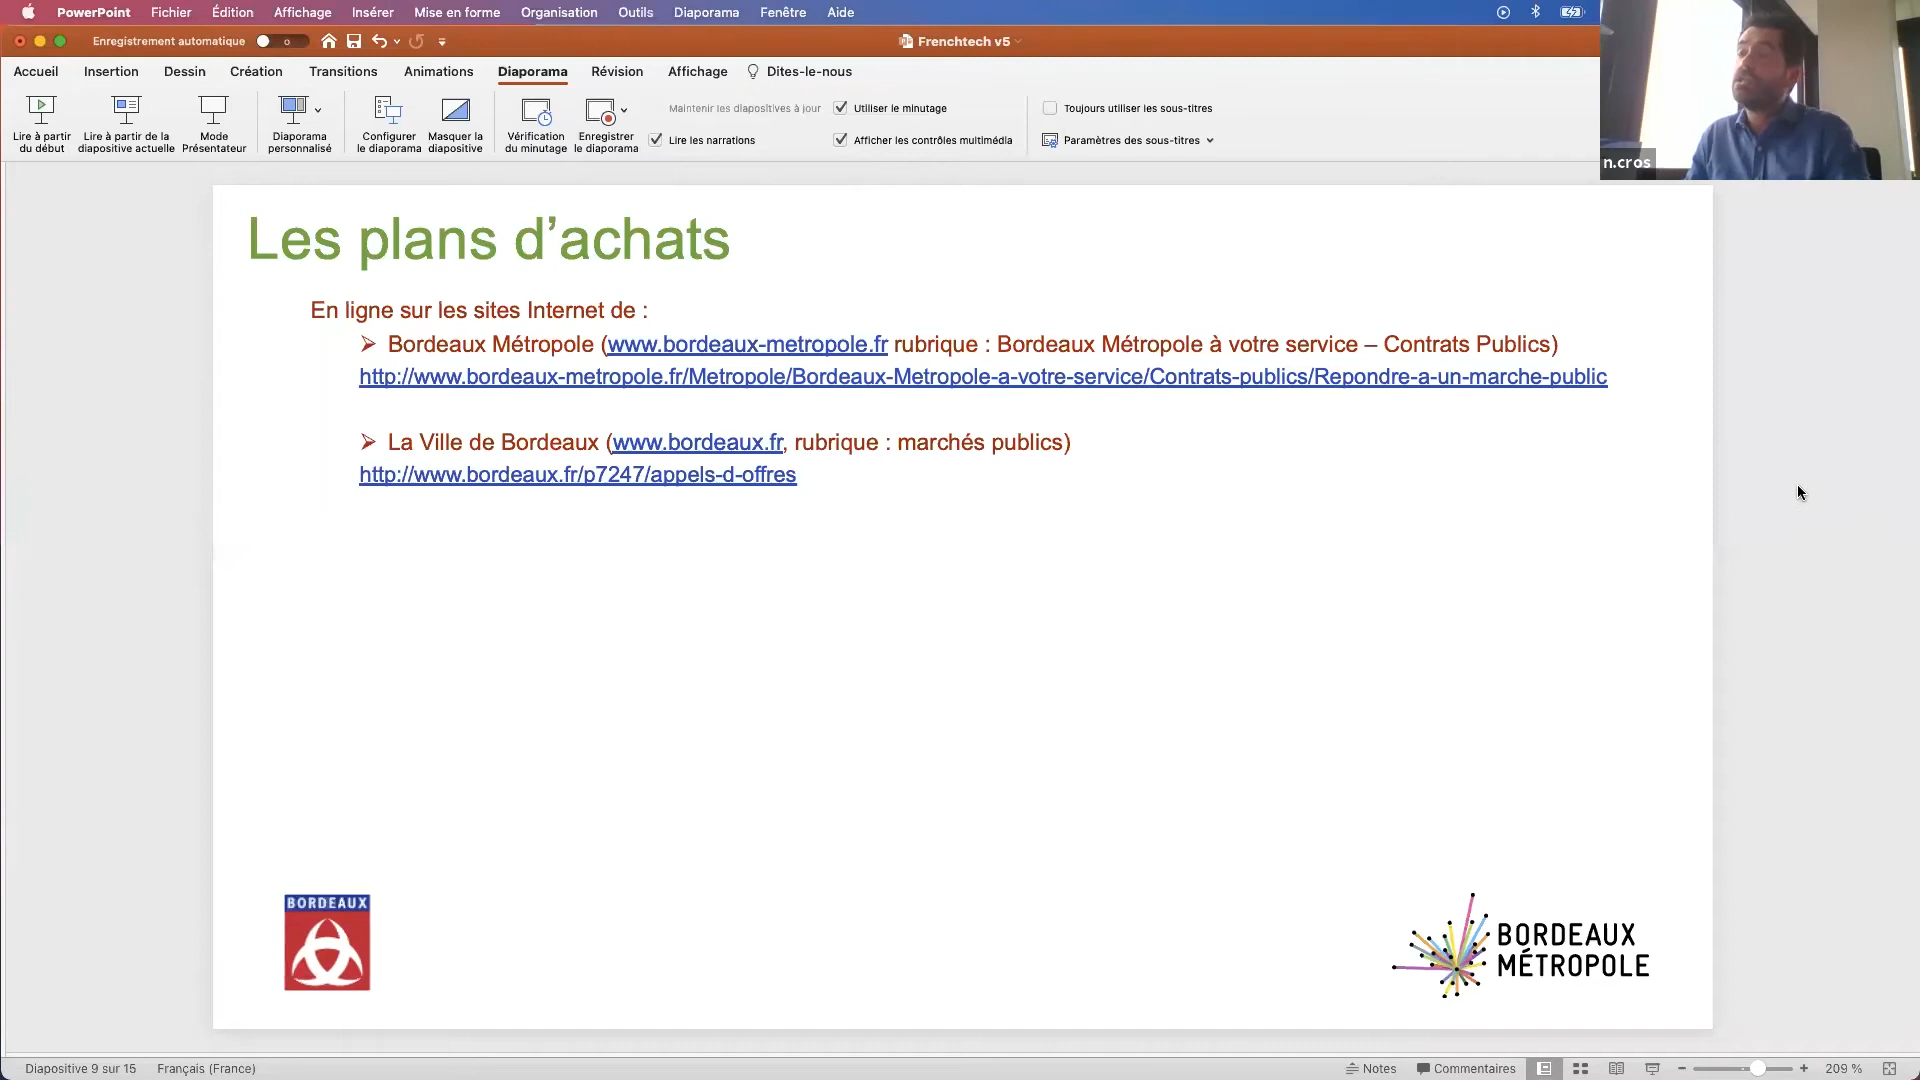 PowerPoint Fichier Édition Affichage Insérer Mise en forme Organisation Outils Diaporama Fenêtre Aide
Enregistrement automatique
Frenchtech v5
Accueil Insertion Dessin Création Transitions Animations Diaporama Révision Affichage Dites-le-nous
Lire à partir du début
Lire à partir de la diapositive actuelle
Mode Présentateur
Diaporama personnalisé
Configurer le diaporama
Masquer la diapositive
Vérification du minutage
Enregistrer le diaporama
Maintenir les diapositives à jour
Utiliser le minutage
Lire les narrations
Afficher les contrôles multimédia
Toujours utiliser les sous-titres
Paramètres des sous-titres
n.cros
Les plans d’achats
En ligne sur les sites Internet de :
➢ Bordeaux Métropole (www.bordeaux-metropole.fr rubrique : Bordeaux Métropole à votre service – Contrats Publics)
http://www.bordeaux-metropole.fr/Metropole/Bordeaux-Metropole-a-votre-service/Contrats-publics/Repondre-a-un-marche-public
➢ La Ville de Bordeaux (www.bordeaux.fr, rubrique : marchés publics)
http://www.bordeaux.fr/p7247/appels-d-offres
BORDEAUX
BORDEAUX
MÉTROPOLE
Diapositive 9 sur 15 Français (France) Notes Commentaires 209 %